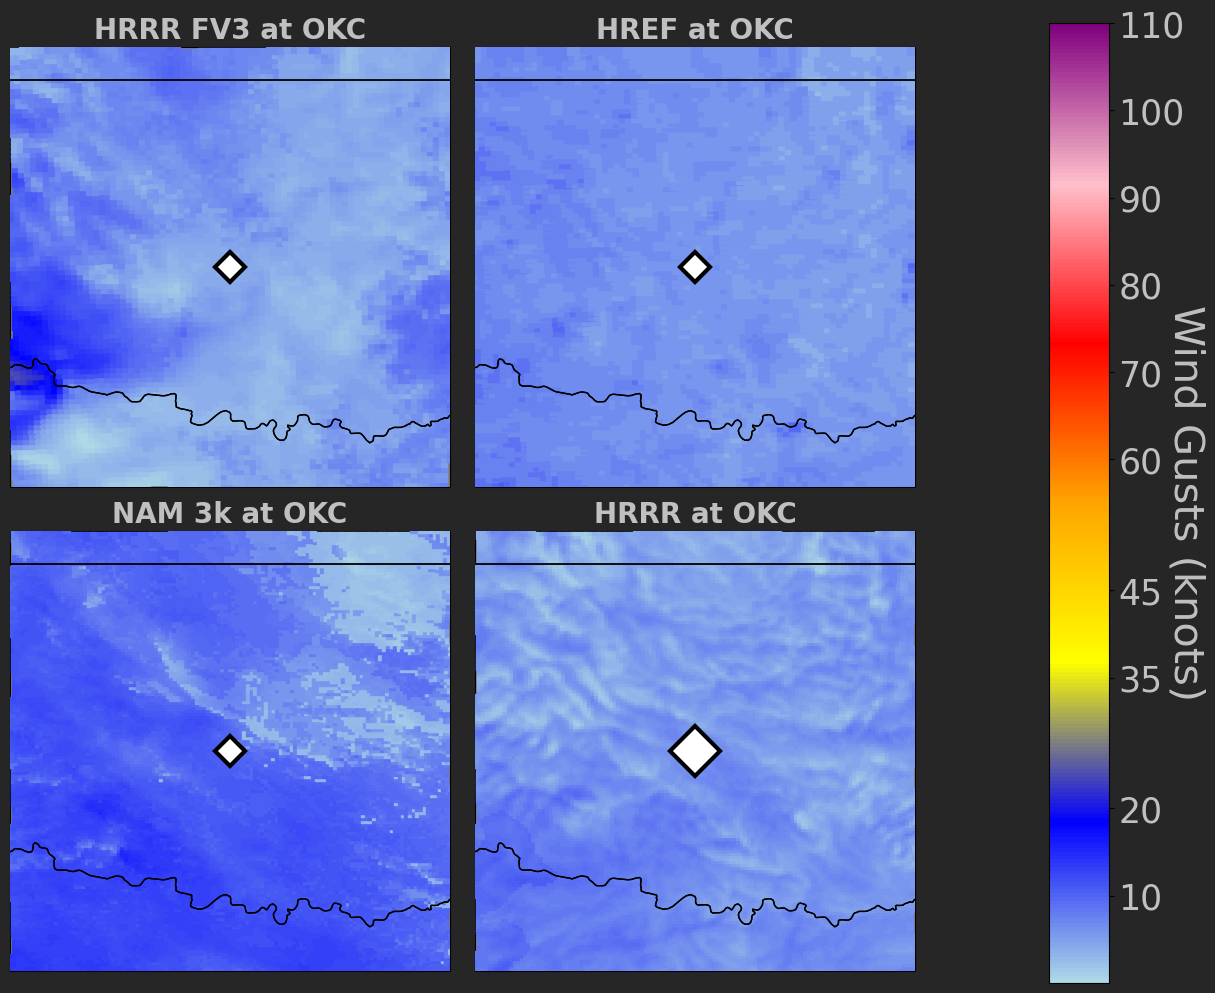 HRRR FV3 at OKC
HREF at OKC
NAM 3k at OKC
HRRR at OKC
110
100
90
80
70
60
45
35
20
10
Wind Gusts (knots)